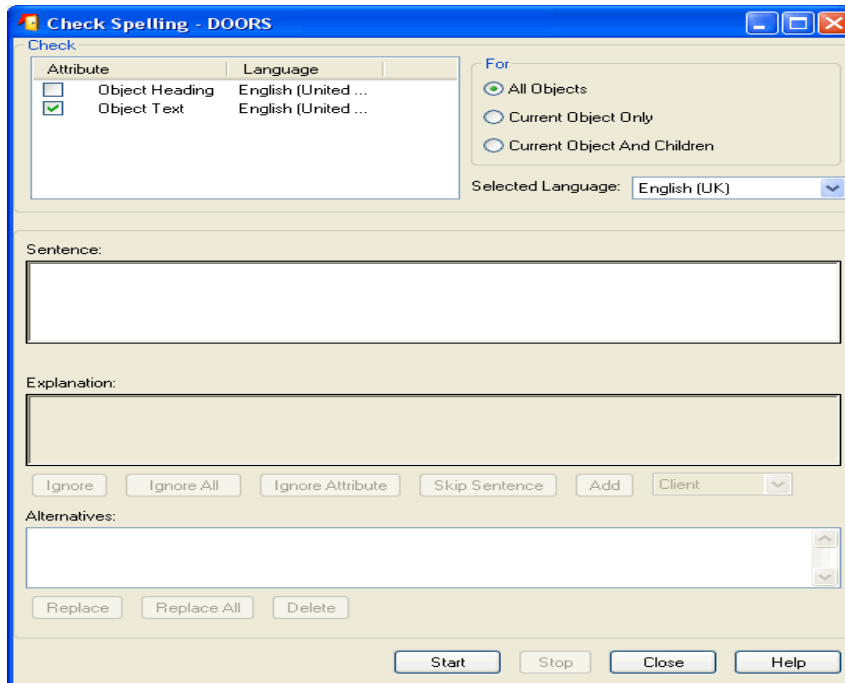 Check Spelling - DOORS
Check
Attribute Language
Object Heading English (United ...
Object Text English (United ...
For
All Objects
Current Object Only
Current Object And Children
Selected Language: English (UK)
Sentence:
Explanation:
Ignore Ignore All Ignore Attribute Skip Sentence Add Client
Alternatives:
Replace Replace All Delete
Start Stop Close Help